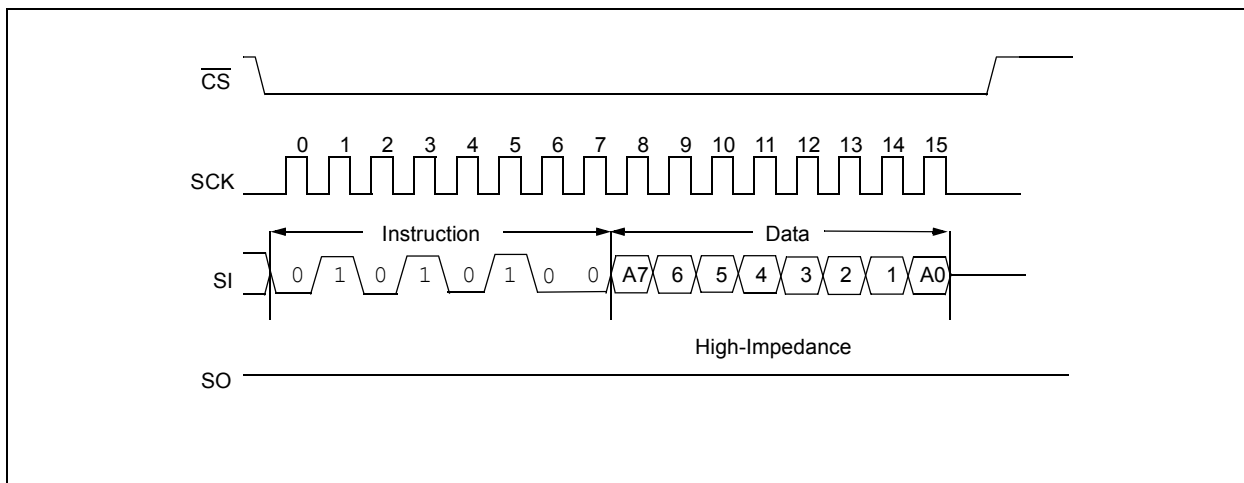 CS
0 1 2 3 4 5 6 7 8 9 10 11 12 13 14 15
SCK
Instruction Data
SI 0 1 0 1 0 1 0 0 A7 6 5 4 3 2 1 A0
High-Impedance
SO